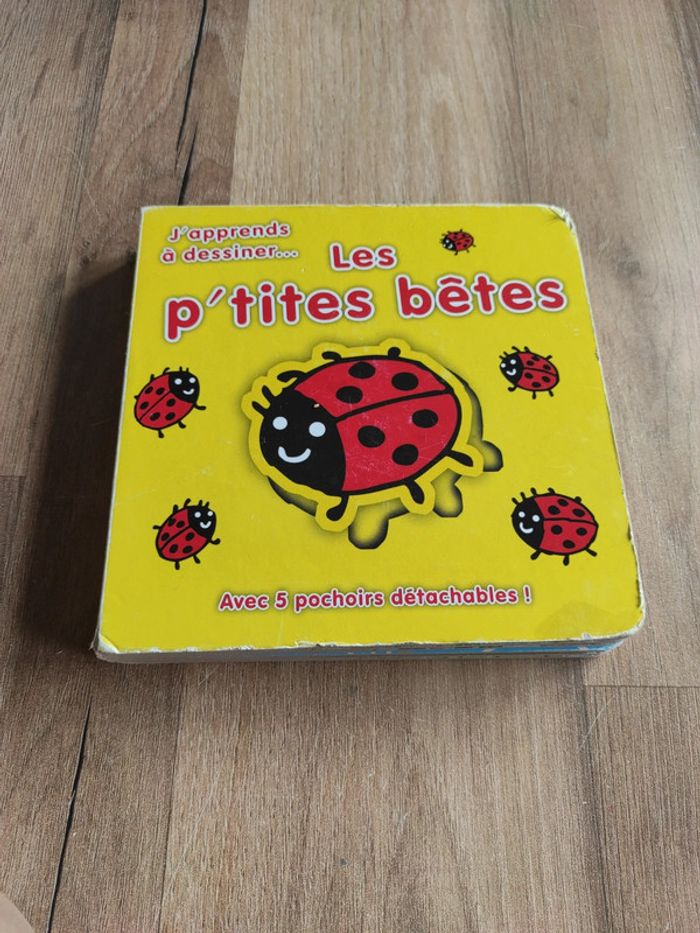 J'apprends
à dessiner...
Les
p'tites bêtes
Avec 5 pochoirs détachables !